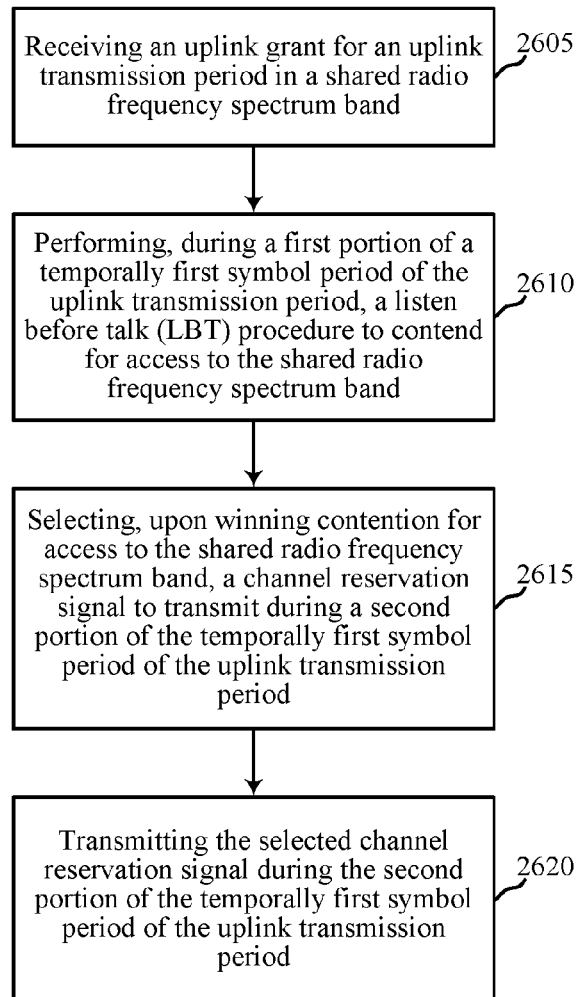 Receiving an uplink grant for an uplink
transmission period in a shared radio
frequency spectrum band
2605
Performing, during a first portion of a
temporally first symbol period of the
uplink transmission period, a listen
before talk (LBT) procedure to contend
for access to the shared radio
frequency spectrum band
2610
Selecting, upon winning contention for
access to the shared radio frequency
spectrum band, a channel reservation
signal to transmit during a second
portion of the temporally first symbol
period of the uplink transmission
period
2615
Transmitting the selected channel
reservation signal during the second
portion of the temporally first symbol
period of the uplink transmission
period
2620